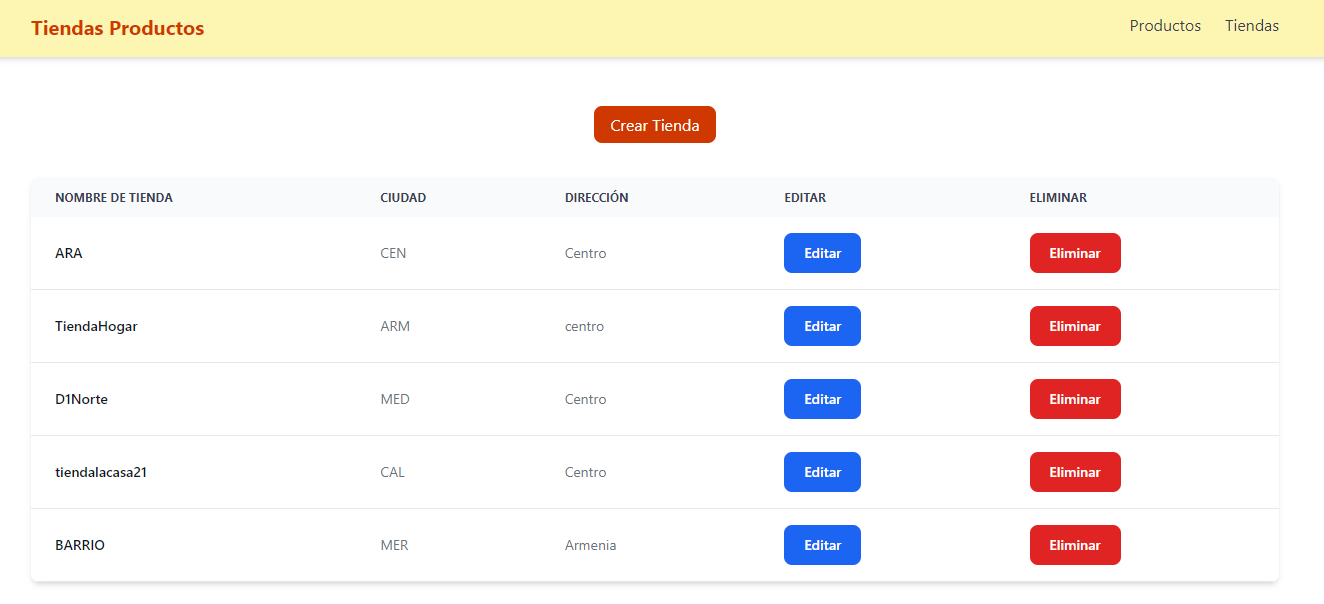 Tiendas Productos Productos Tiendas
Crear Tienda
NOMBRE DE TIENDA CIUDAD DIRECCIÓN EDITAR ELIMINAR
ARA CEN Centro Editar Eliminar
TiendaHogar ARM centro Editar Eliminar
D1Norte MED Centro Editar Eliminar
tiendalacasa21 CAL Centro Editar Eliminar
BARRIO MER Armenia Editar Eliminar